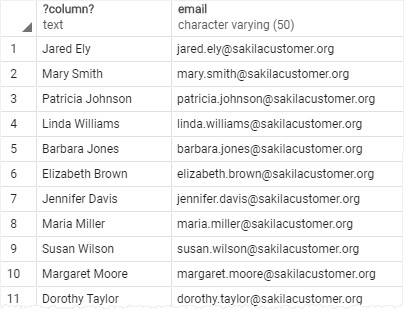 ?column? email
text character varying (50)
1 Jared Ely jared.ely@sakilacustomer.org
2 Mary Smith mary.smith@sakilacustomer.org
3 Patricia Johnson patricia.johnson@sakilacustomer.org
4 Linda Williams linda.williams@sakilacustomer.org
5 Barbara Jones barbara.jones@sakilacustomer.org
6 Elizabeth Brown elizabeth.brown@sakilacustomer.org
7 Jennifer Davis jennifer.davis@sakilacustomer.org
8 Maria Miller maria.miller@sakilacustomer.org
9 Susan Wilson susan.wilson@sakilacustomer.org
10 Margaret Moore margaret.moore@sakilacustomer.org
11 Dorothy Taylor dorothy.taylor@sakilacustomer.org